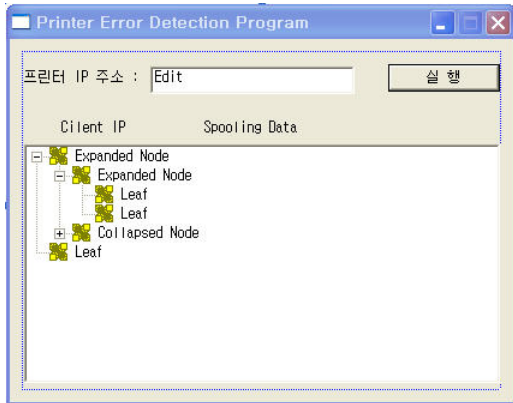 Printer Error Detection Program
프린터 IP 주소 : Edit 실 행
Cilent IP Spooling Data
Expanded Node
Expanded Node
Leaf
Leaf
Collapsed Node
Leaf